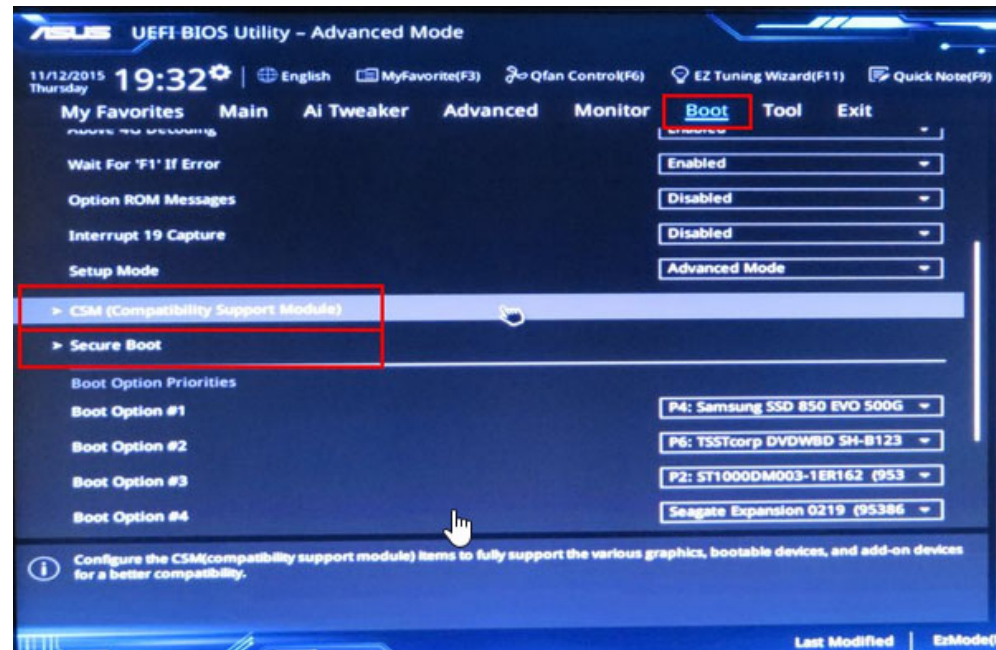 ASUS UEFI BIOS Utility – Advanced Mode
11/12/2015 Thursday 19:32 English MyFavorite(F3) Qfan Control(F6) EZ Tuning Wizard(F11) Quick Note(F9)
My Favorites Main Ai Tweaker Advanced Monitor Boot Tool Exit
Above 4G Decoding Enabled
Wait For 'F1' If Error Enabled
Option ROM Messages Disabled
Interrupt 19 Capture Disabled
Setup Mode Advanced Mode
> CSM (Compatibility Support Module)
> Secure Boot
Boot Option Priorities
Boot Option #1 P4: Samsung SSD 850 EVO 500G
Boot Option #2 P6: TSSTcorp DVDWBD SH-B123
Boot Option #3 P2: ST1000DM003-1ER162 (953
Boot Option #4 Seagate Expansion 0219 (95386
Configure the CSM(compatibility support module) items to fully support the various graphics, bootable devices, and add-on devices
for a better compatibility.
Last Modified EzMode(